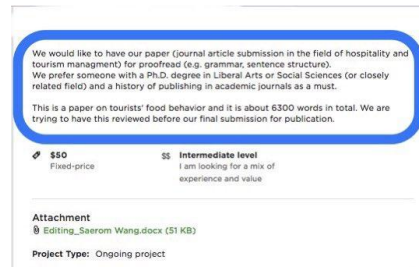 We would like to have our paper (journal article submission in the field of hospitality and
tourism managment) for proofread (e.g. grammar, sentence structure).
We prefer someone with a Ph.D. degree in Liberal Arts or Social Sciences (or closely
related field) and a history of publishing in academic journals as a must.
This is a paper on tourists' food behavior and it is about 6300 words in total. We are
trying to have this reviewed before our final submission for publication.
$50 $$ Intermediate level
Fixed-price I am looking for a mix of
experience and value
Attachment
Editing_Saerom Wang.docx (51 KB)
Project Type: Ongoing project